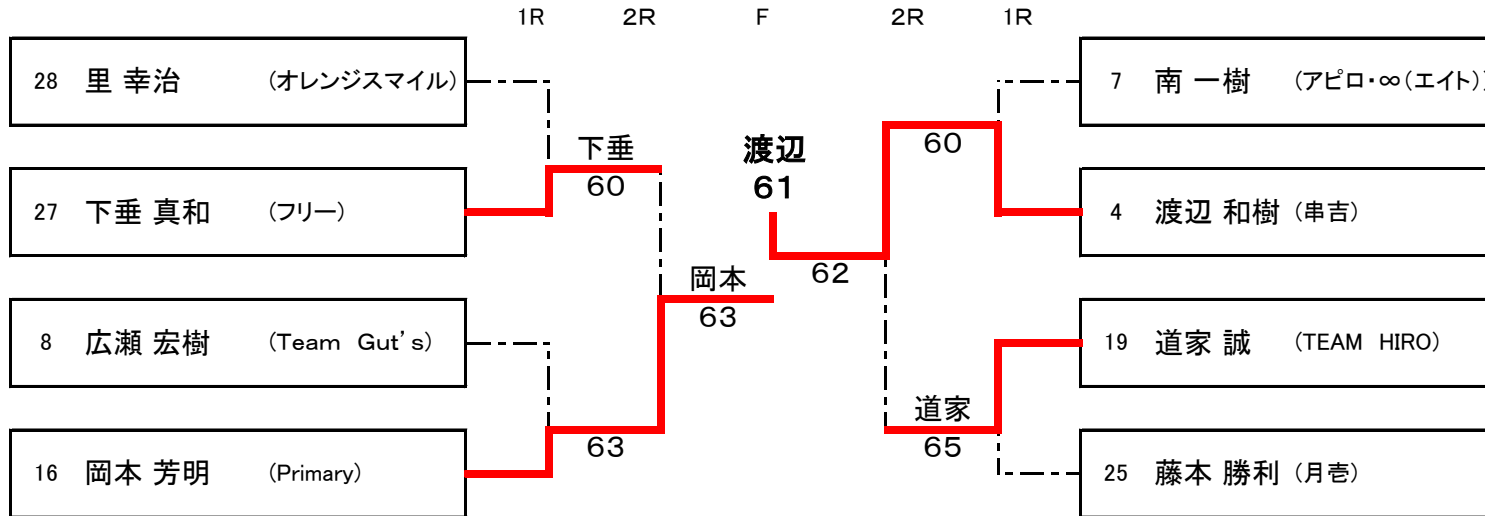 1R 2R F 2R 1R
28 里 幸治 (オレンジスマイル)
7 南 一樹 (アピロ・∞(エイト))
下垂
60
渡辺
61
60
27 下垂 真和 (フリー)
4 渡辺 和樹 (串吉)
岡本
63
62
8 広瀬 宏樹 (Team Gut's)
19 道家 誠 (TEAM HIRO)
63
道家
65
16 岡本 芳明 (Primary)
25 藤本 勝利 (月壱)